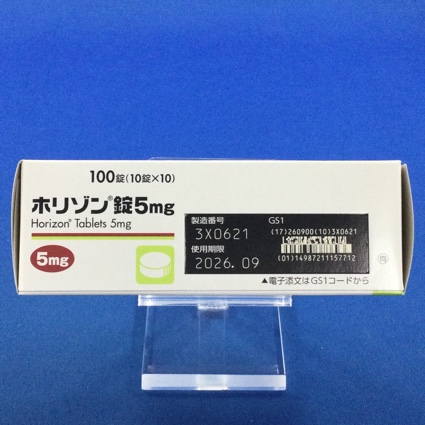 100錠(10錠×10)
ホリゾン®錠5mg
Horizon® Tablets 5mg
5mg
製造番号
3X0621
使用期限
2026.09
GS1
(17)260900(10)3X0621
(01)14987211157712
▲電子添文はGS1コードから